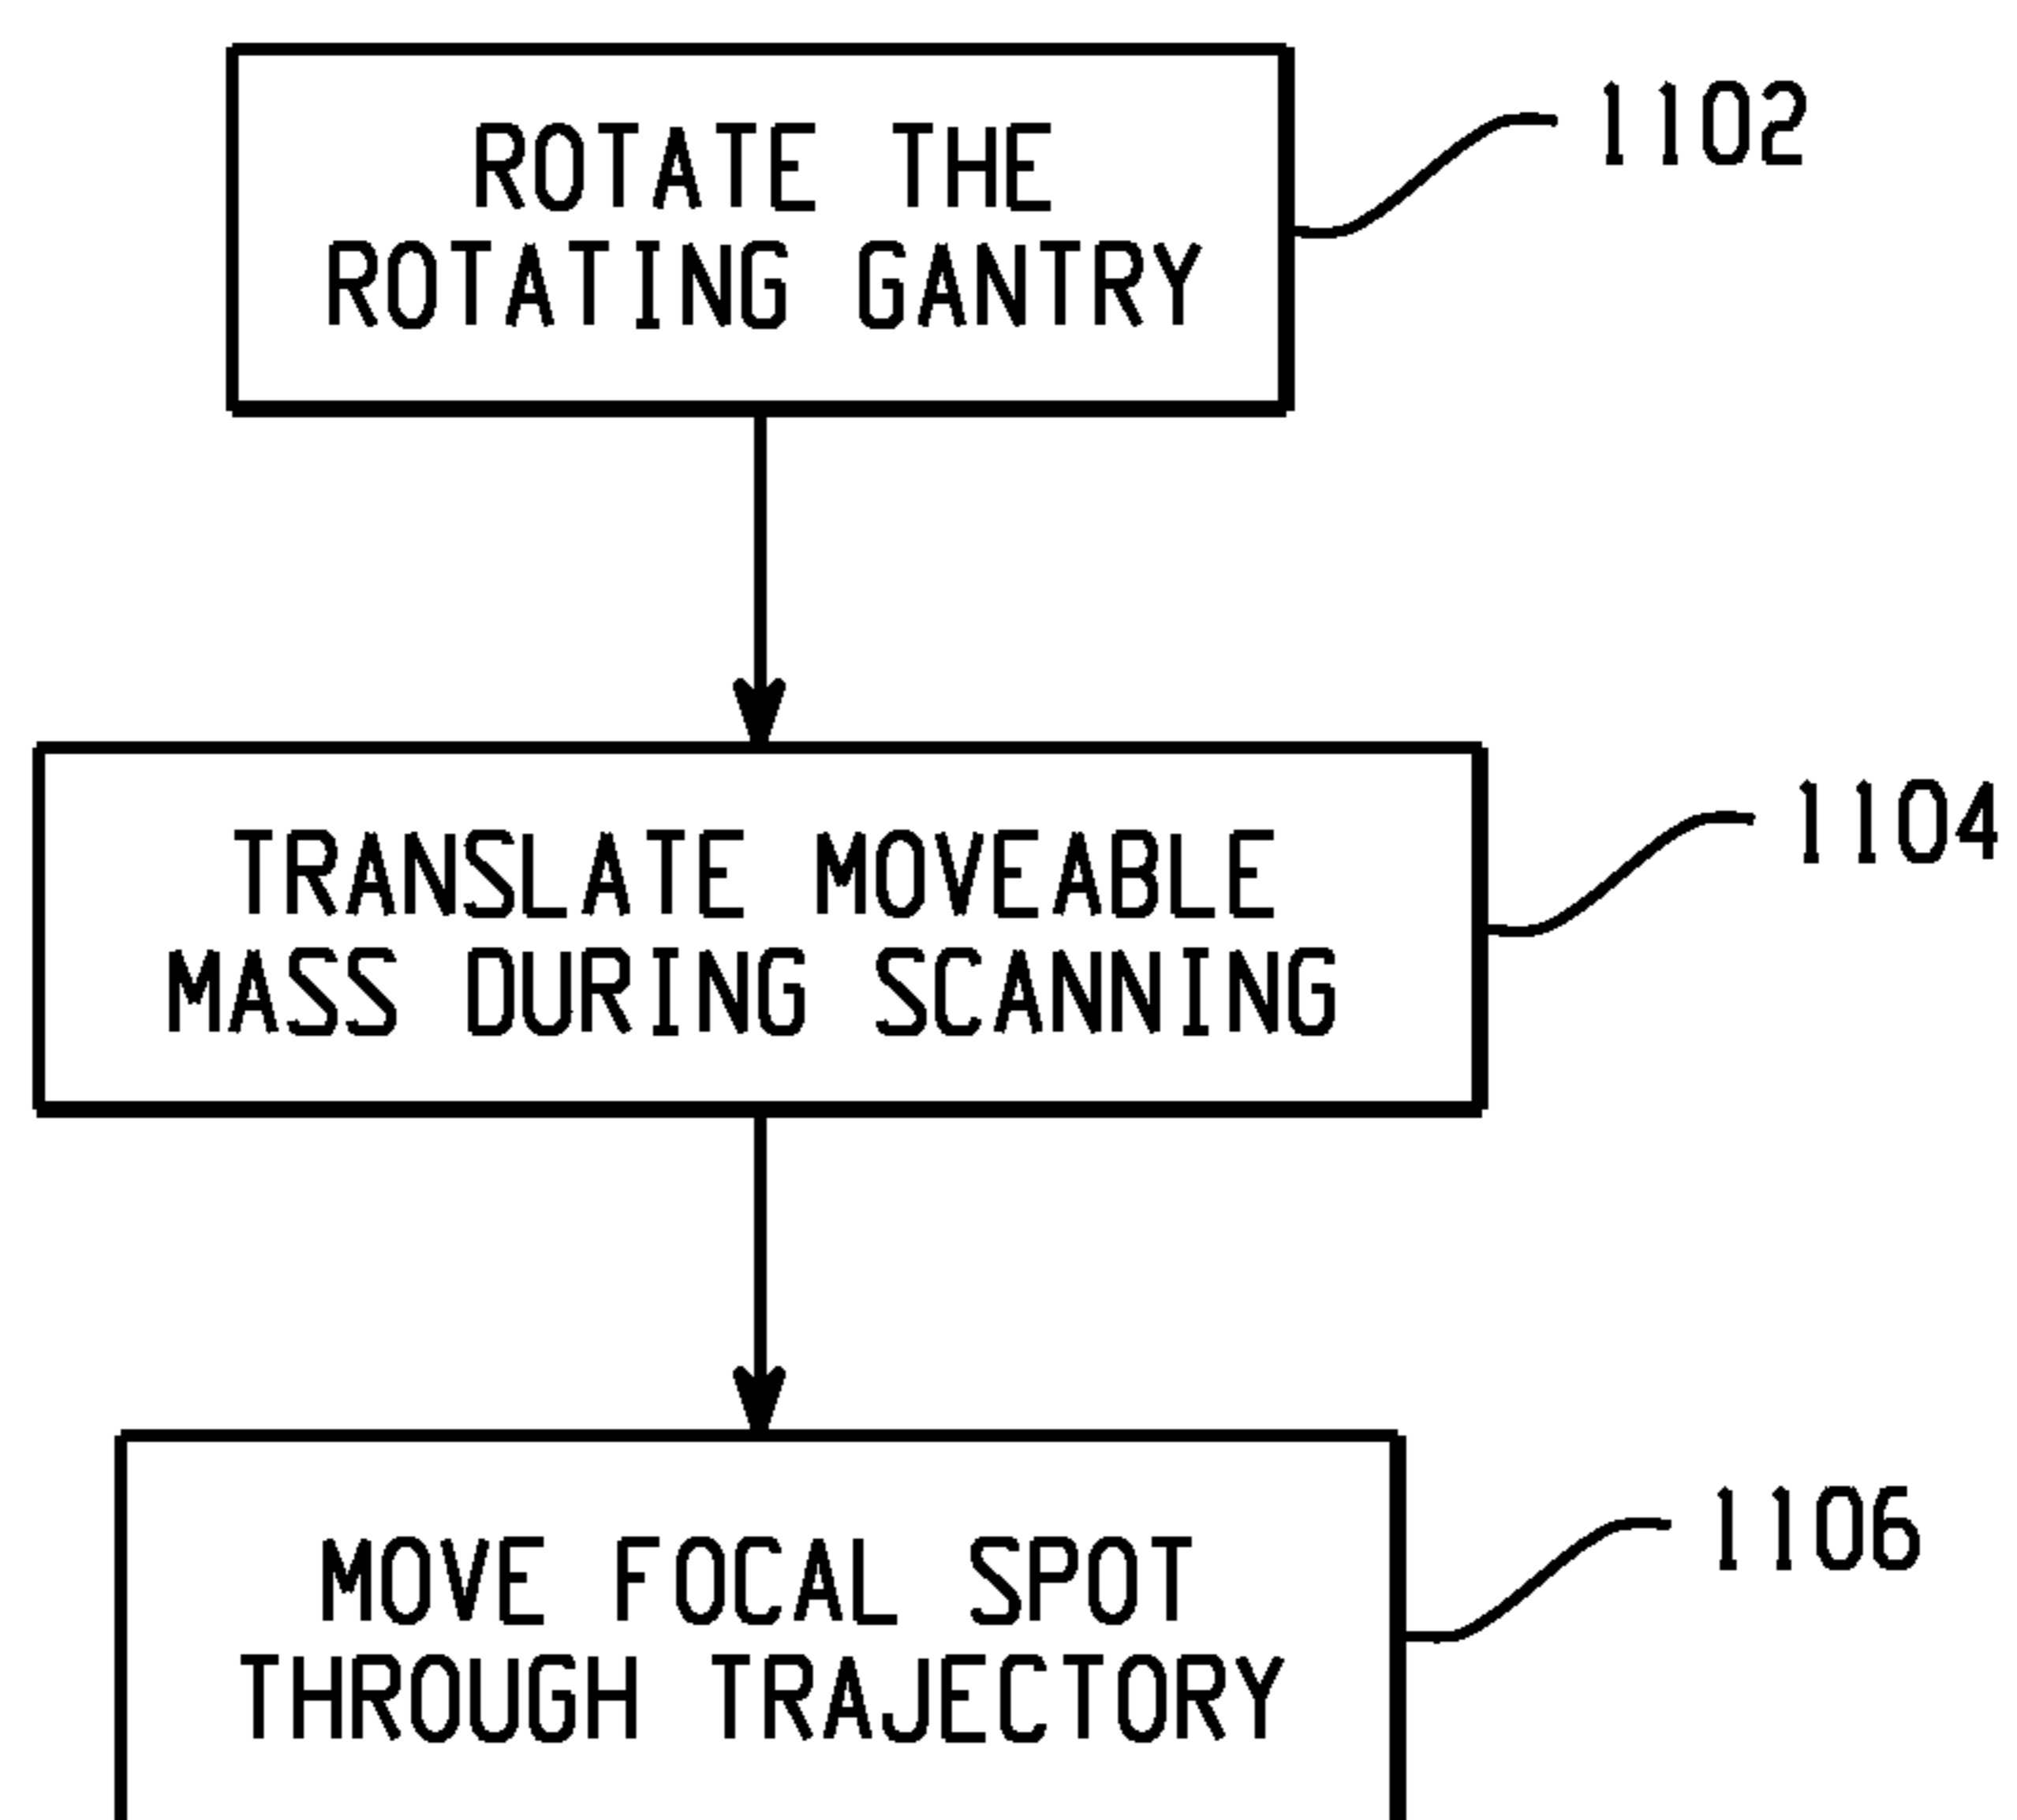 ROTATE THE
ROTATING GANTRY
1102
TRANSLATE MOVEABLE
MASS DURING SCANNING
1104
MOVE FOCAL SPOT
THROUGH TRAJECTORY
1106